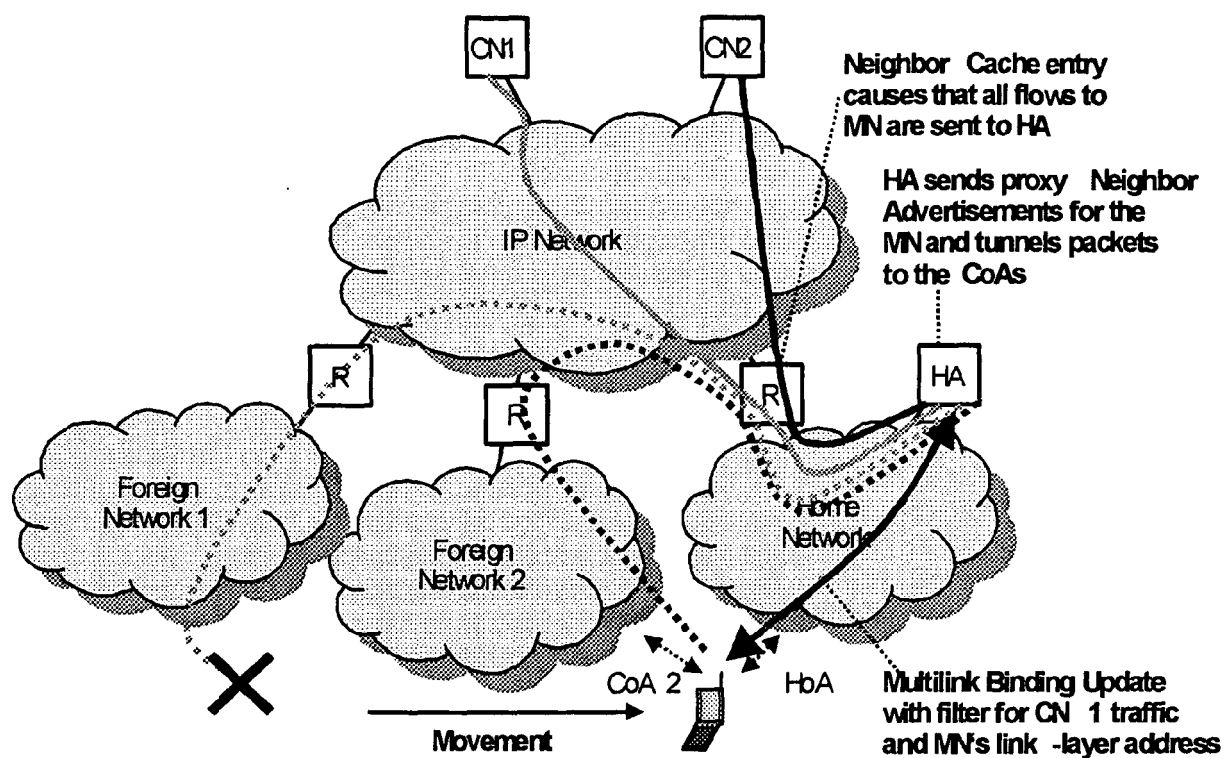 CN1
CN2
Neighbor Cache entry
causes that all flows to
MN are sent to HA
HA sends proxy Neighbor
Advertisements for the
MN and tunnels packets
to the CoAs
IP Network
R
R
R
HA
Foreign
Network 1
Foreign
Network 2
Home
Network
CoA 2
HoA
Movement
Multilink Binding Update
with filter for CN 1 traffic
and MN's link -layer address